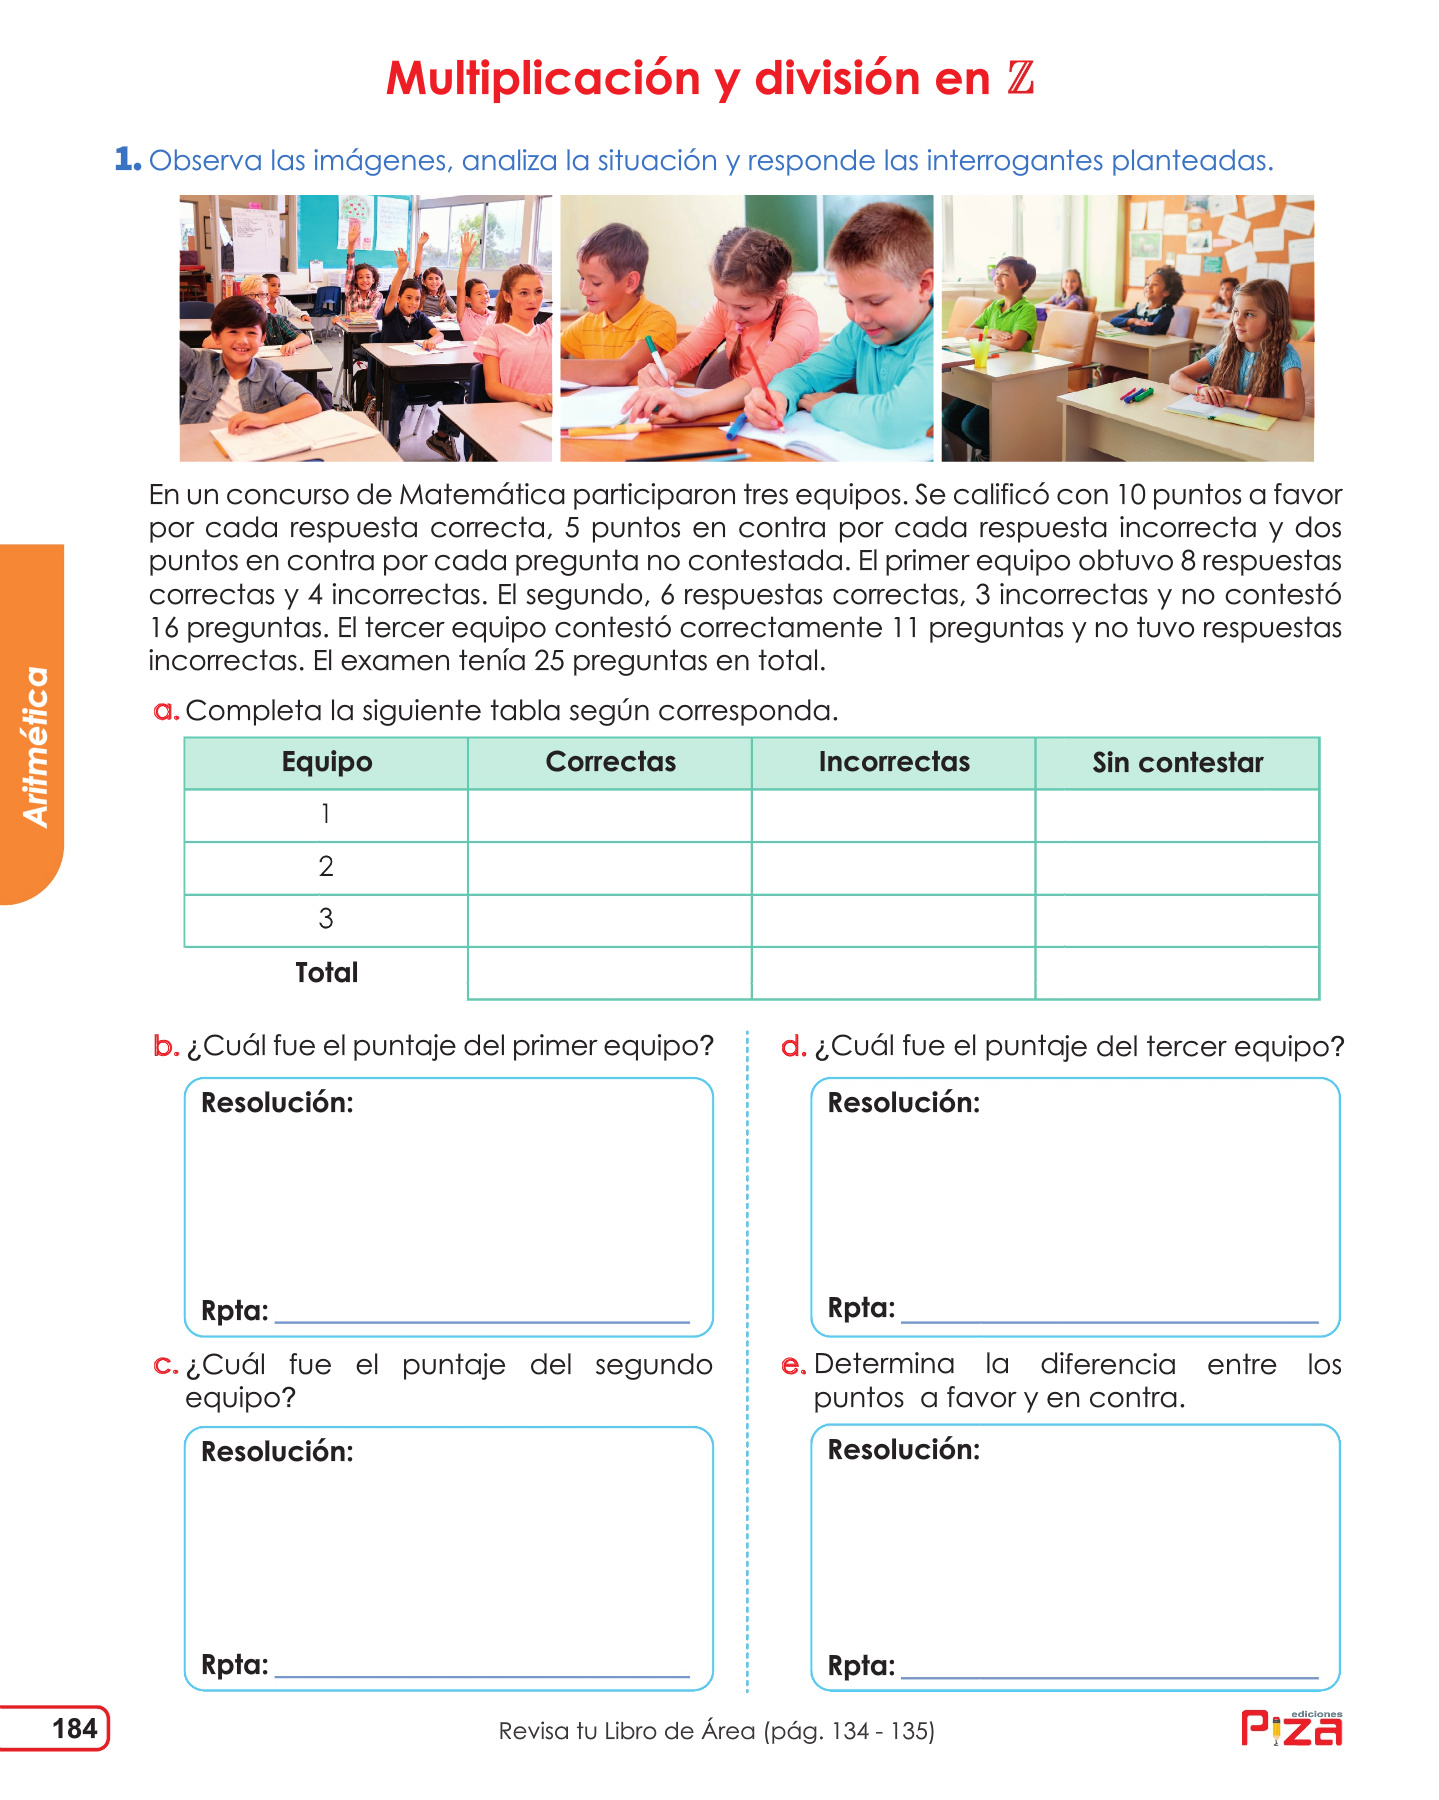 Multiplicación y división en ℤ
1. Observa las imágenes, analiza la situación y responde las interrogantes planteadas.
En un concurso de Matemática participaron tres equipos. Se calificó con 10 puntos a favor
por cada respuesta correcta, 5 puntos en contra por cada respuesta incorrecta y dos
puntos en contra por cada pregunta no contestada. El primer equipo obtuvo 8 respuestas
correctas y 4 incorrectas. El segundo, 6 respuestas correctas, 3 incorrectas y no contestó
16 preguntas. El tercer equipo contestó correctamente 11 preguntas y no tuvo respuestas
incorrectas. El examen tenía 25 preguntas en total.
Aritmética
a. Completa la siguiente tabla según corresponda.
Equipo Correctas Incorrectas Sin contestar
1
2
3
Total
b. ¿Cuál fue el puntaje del primer equipo?
Resolución:
Rpta:
c. ¿Cuál fue el puntaje del segundo
equipo?
Resolución:
Rpta:
d. ¿Cuál fue el puntaje del tercer equipo?
Resolución:
Rpta:
e. Determina la diferencia entre los
puntos a favor y en contra.
Resolución:
Rpta:
184
Revisa tu Libro de Área (pág. 134 - 135)
ediciones
Piza